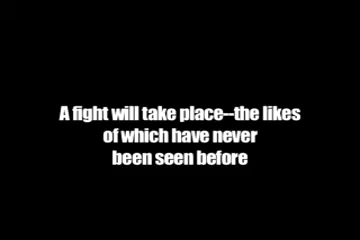 A fight will take place--the likes
of which have never
been seen before